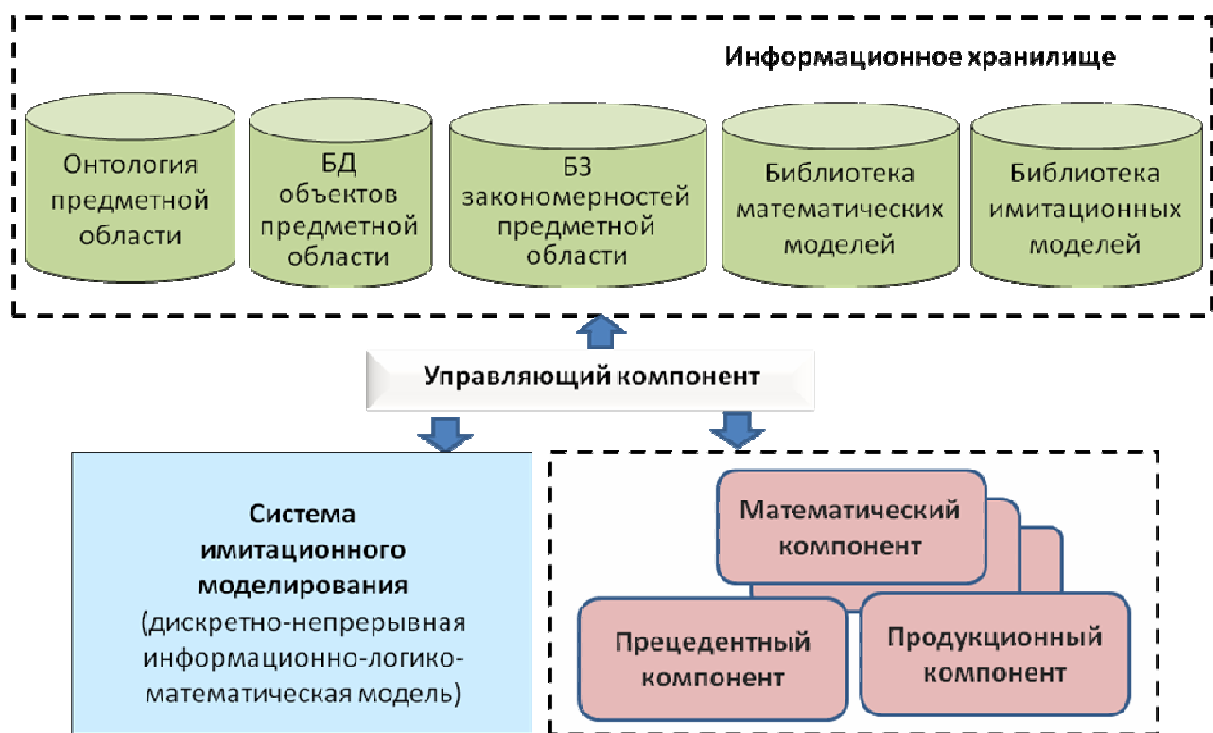 Информационное хранилище
Онтология
предметной
области
БД
объектов
предметной
области
БЗ
закономерностей
предметной
области
Библиотека
математических
моделей
Библиотека
имитационных
моделей
Управляющий компонент
Система
имитационного
моделирования
(дискретно-непрерывная
информационно-логико-
математическая модель)
Математический
компонент
Прецедентный
компонент
Продукционный
компонент